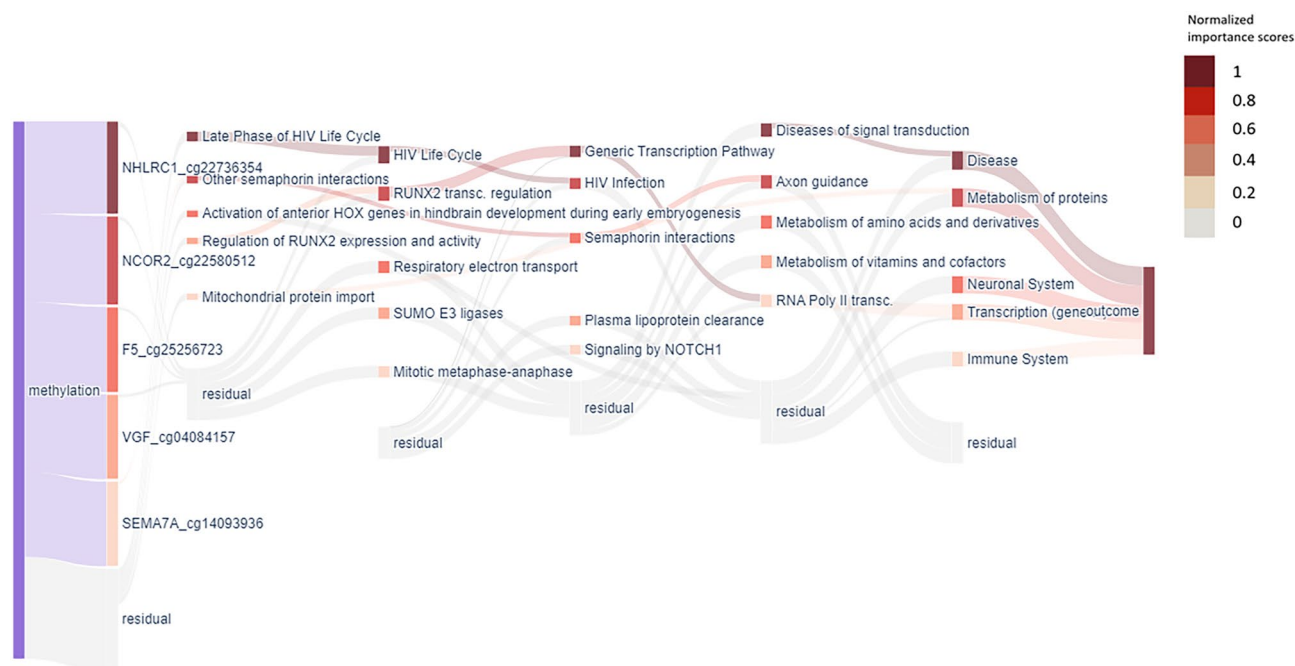 Normalized
importance scores
1
0.8
0.6
0.4
0.2
0
methylation
NHLRC1_cg22736354
NCOR2_cg22580512
F5_cg25256723
VGF_cg04084157
SEMA7A_cg14093936
residual
Late Phase of HIV Life Cycle
Other semaphorin interactions
Activation of anterior HOX genes in hindbrain development during early embryogenesis
Regulation of RUNX2 expression and activity
Mitochondrial protein import
residual
HIV Life Cycle
RUNX2 transc. regulation
Respiratory electron transport
SUMO E3 ligases
Mitotic metaphase-anaphase
residual
Generic Transcription Pathway
HIV Infection
Semaphorin interactions
Plasma lipoprotein clearance
Signaling by NOTCH1
residual
Diseases of signal transduction
Axon guidance
Metabolism of amino acids and derivatives
Metabolism of vitamins and cofactors
RNA Poly II transc.
residual
Disease
Metabolism of proteins
Neuronal System
Transcription (gene
Immune System
residual
outcome